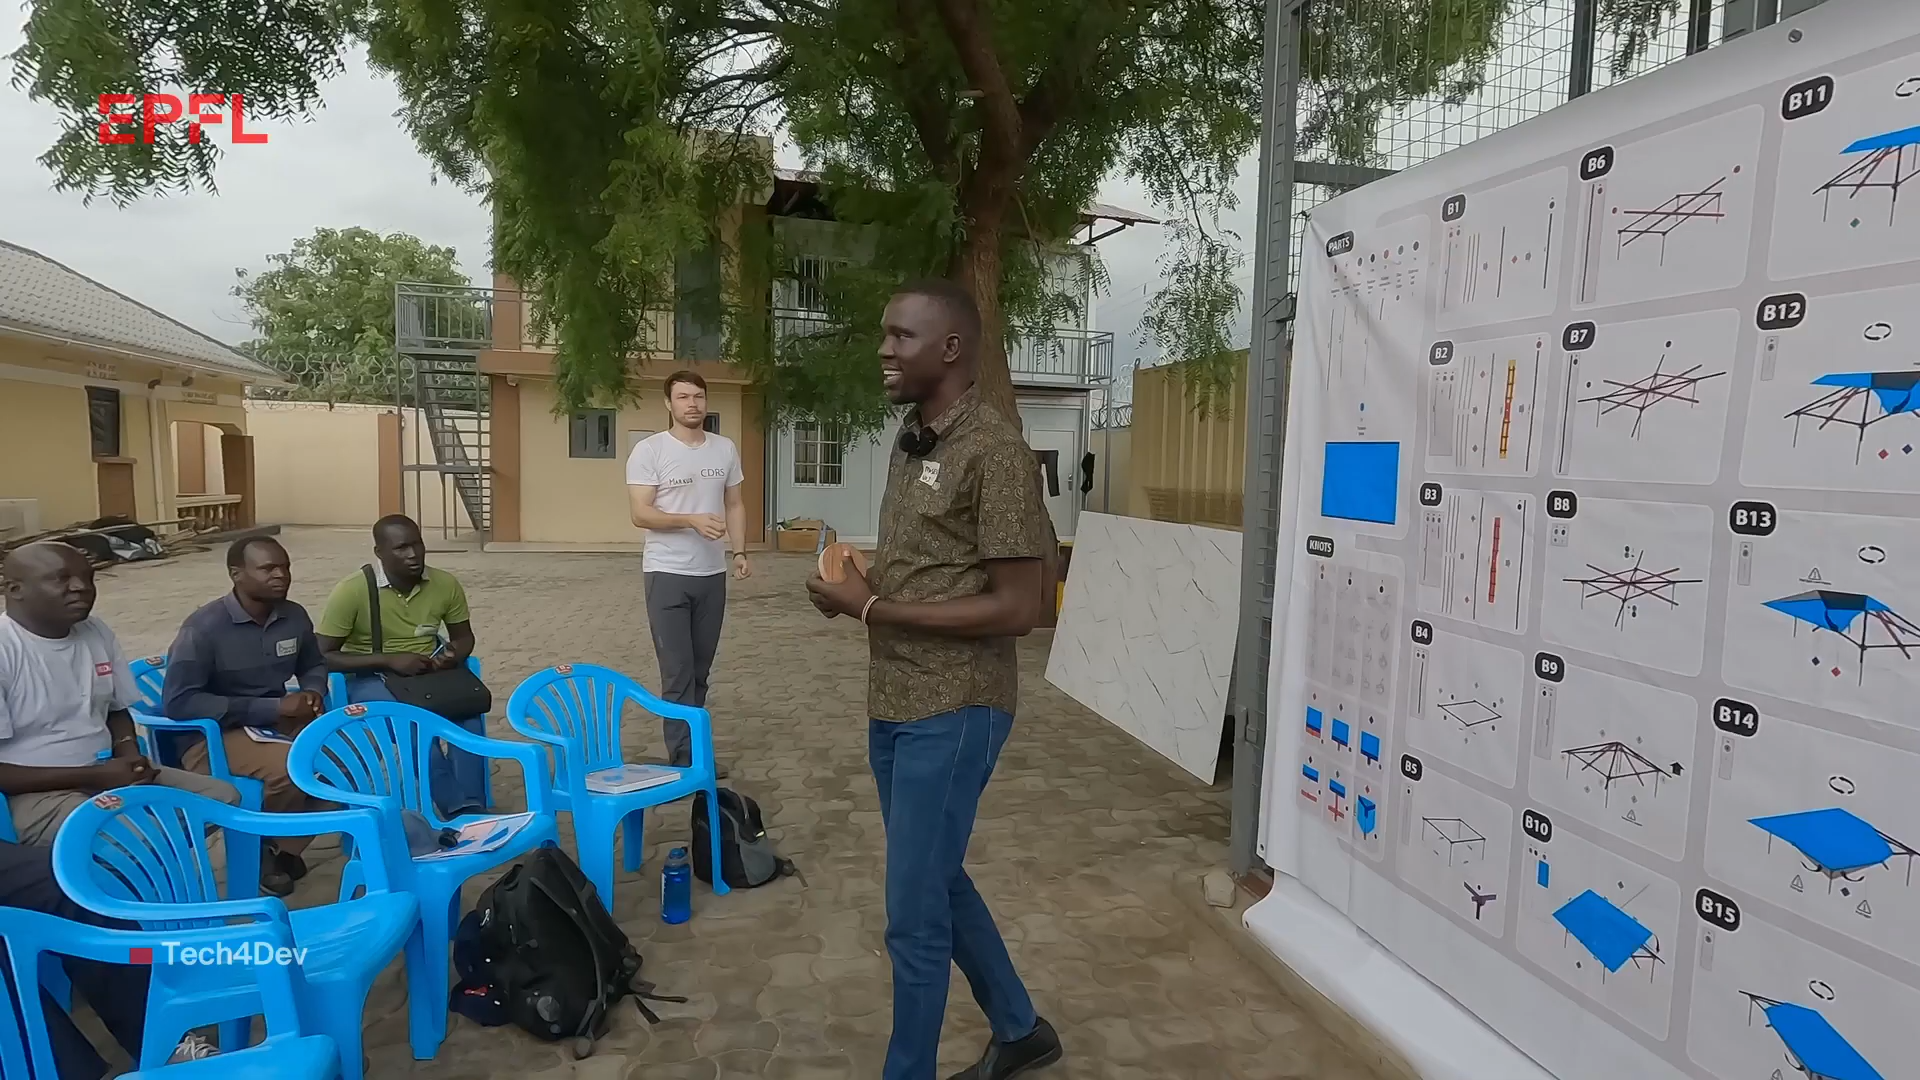 EPFL
Tech4Dev
CDRS
MARKUS
PARTS
KNOTS
B1
B2
B3
B4
B5
B6
B7
B8
B9
B10
B11
B12
B13
B14
B15